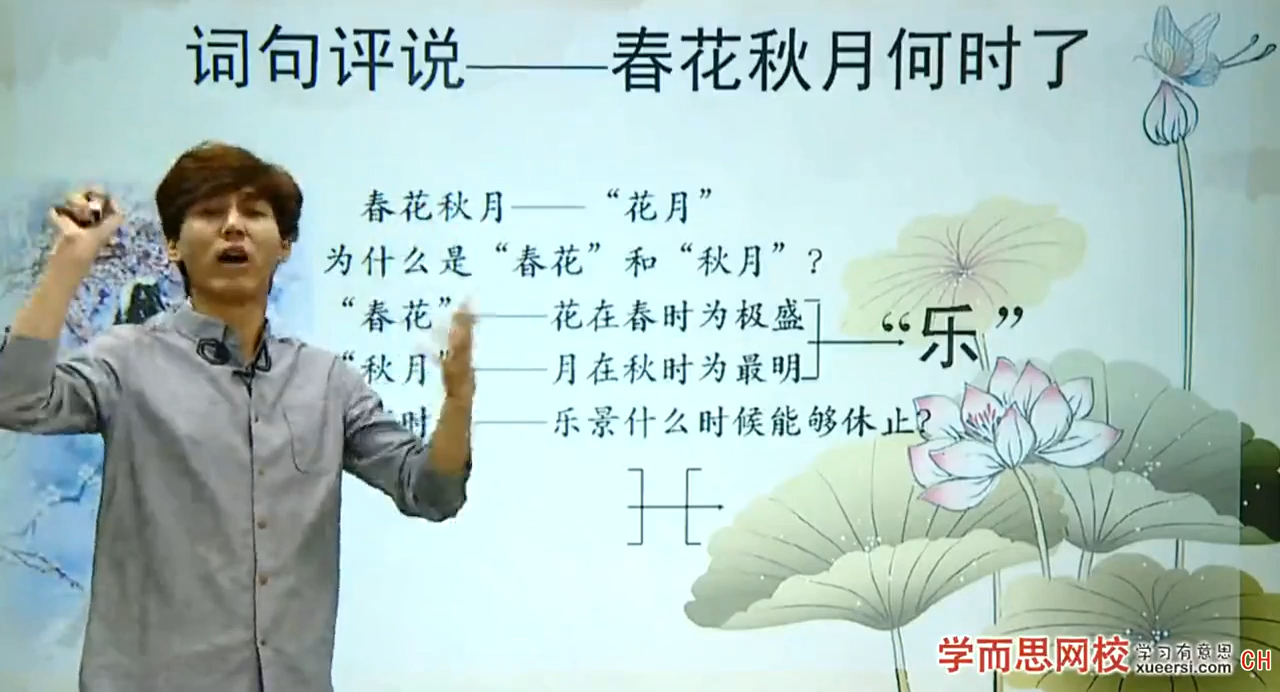 词句评说——春花秋月何时了
春花秋月——“花月”
为什么是“春花”和“秋月”？
“春花”——花在春时为极盛
“秋月”——月在秋时为最明
“乐”
时——乐景什么时候能够休止？
学而思网校
学习有意思
xueersi.com
CH